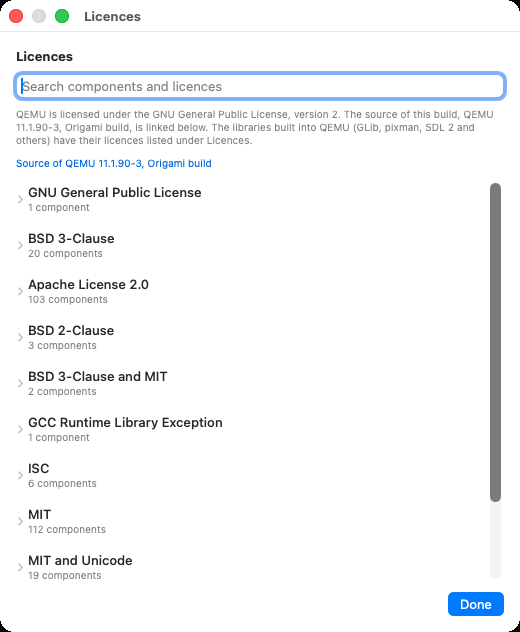 Licences
Licences
Search components and licences
QEMU is licensed under the GNU General Public License, version 2. The source of this build, QEMU
11.1.90-3, Origami build, is linked below. The libraries built into QEMU (GLib, pixman, SDL 2 and
others) have their licences listed under Licences.
Source of QEMU 11.1.90-3, Origami build
GNU General Public License
1 component
BSD 3-Clause
20 components
Apache License 2.0
103 components
BSD 2-Clause
3 components
BSD 3-Clause and MIT
2 components
GCC Runtime Library Exception
1 component
ISC
6 components
MIT
112 components
MIT and Unicode
19 components
Done